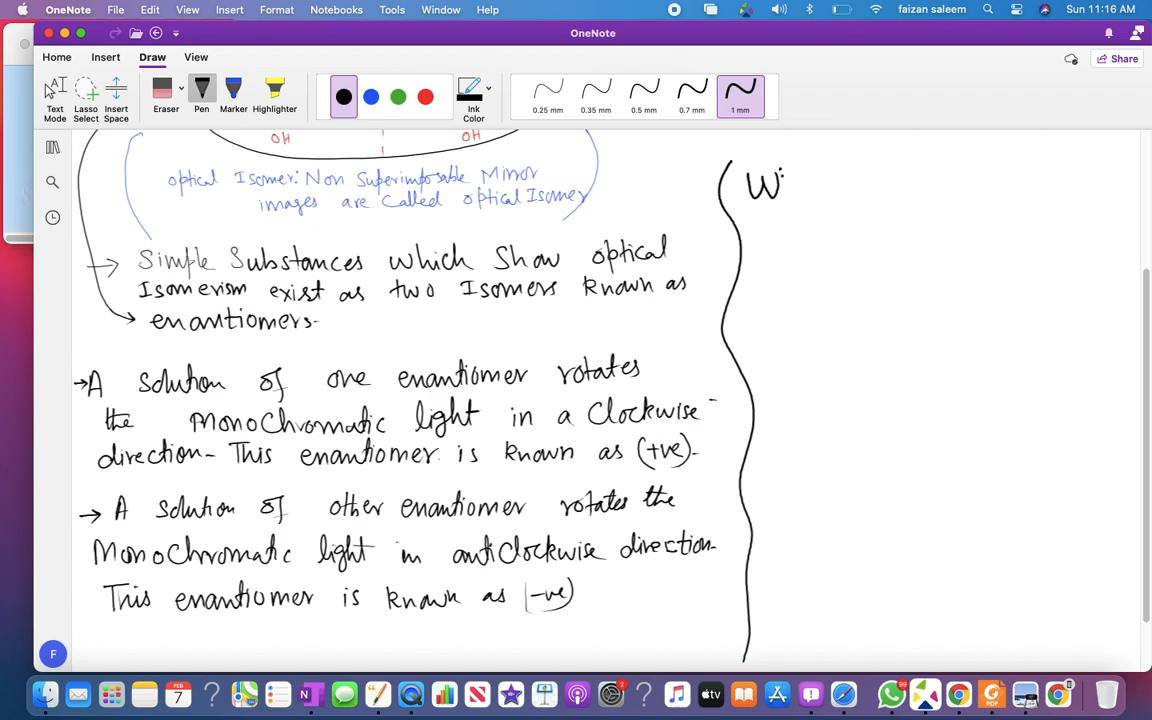 OneNote File Edit View Insert Format Notebooks Tools Window Help faizan saleem Sun 11:16 AM
OneNote
Home Insert Draw View Share
Text Mode Lasso Select Insert Space Eraser Pen Marker Highlighter Ink Color 0.25 mm 0.35 mm 0.5 mm 0.7 mm 1 mm
OH OH
optical Isomer: Non Superimposable Mirror
images are Called optical Isomer
Simple Substances which Show optical
Isomerism exist as two Isomers known as
enantiomers.
→A solution of one enantiomer rotates
the MonoChromatic light in a Clockwise
direction- This enantiomer is known as (+ve)-
→ A solution of other enantiomer rotates the
MonoChromatic light in antiClockwise direction-
This enantiomer is known as (-ve)
W
F
FEB 7 2 99